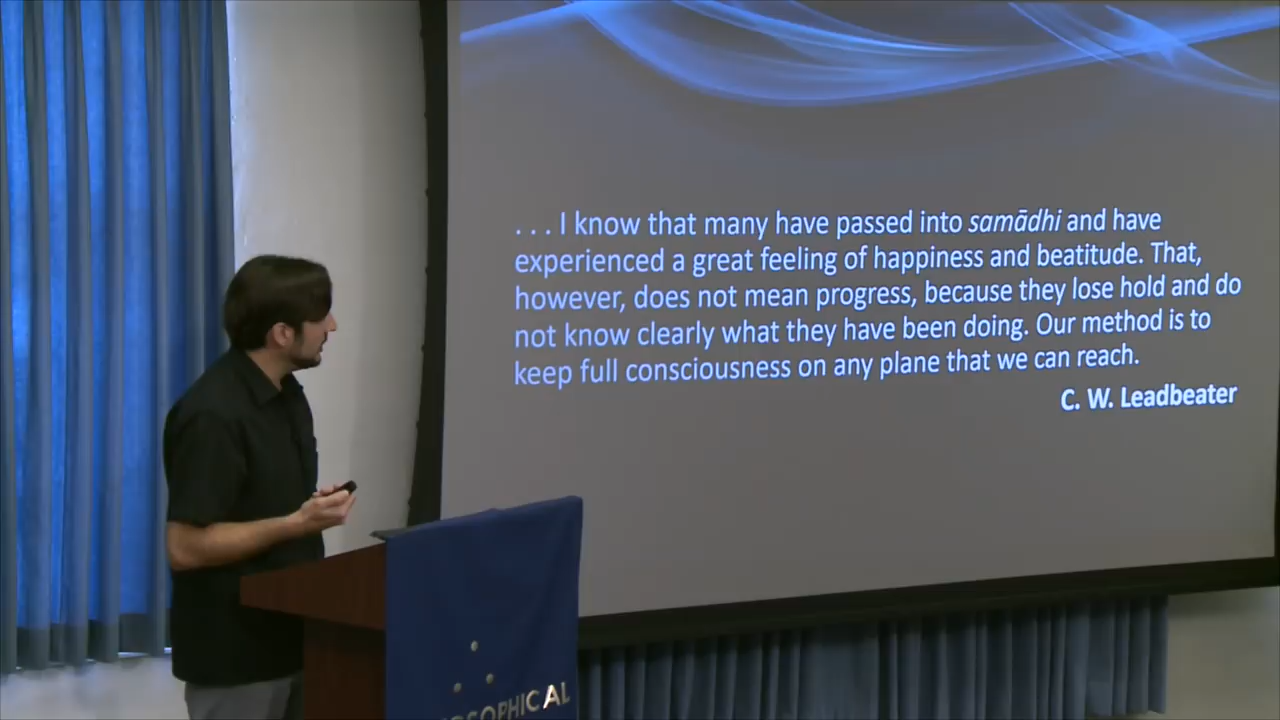 . . . I know that many have passed into samādhi and have
experienced a great feeling of happiness and beatitude. That,
however, does not mean progress, because they lose hold and do
not know clearly what they have been doing. Our method is to
keep full consciousness on any plane that we can reach.
C. W. Leadbeater